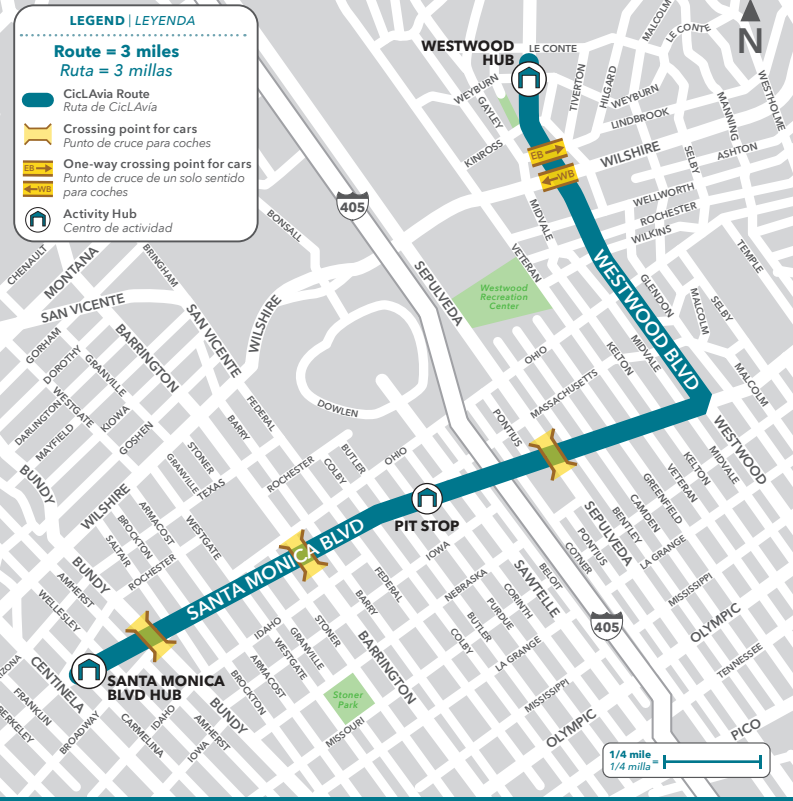 LEGEND | LEYENDA
Route = 3 miles
Ruta = 3 millas
CicLAvia Route
Ruta de CicLAvía
Crossing point for cars
Punto de cruce para coches
One-way crossing point for cars
Punto de cruce de un solo sentido
para coches
EB
WB
Activity Hub
Centro de actividad
N
WESTWOOD
HUB
LE CONTE
MALCOLM
LE CONTE
WESTHOLME
WEYBURN
GAYLEY
TIVERTON
HILGARD
WEYBURN
LINDBROOK
MANNING
KINROSS
EB
WB
WILSHIRE
SELBY
ASHTON
405
MIDVALE
WELLWORTH
ROCHESTER
WILKINS
BONSALL
VETERAN
TEMPLE
CHENAULT
MONTANA
BRINGHAM
SEPULVEDA
Westwood
Recreation
Center
WESTWOOD BLVD
GLENDON
MALCOLM
SELBY
SAN VICENTE
SAN VICENTE
WILSHIRE
GORHAM
DOROTHY
BARRINGTON
GRANVILLE
OHIO
KELTON
MIDVALE
MALCOLM
WESTGATE
DARLINGTON
MAYFIELD
KIOWA
GOSHEN
FEDERAL
BARRY
DOWLEN
MASSACHUSETTS
PONTIUS
WESTWOOD
BUNDY
STONER
GRANVILLE
TEXAS
ROCHESTER
BUTLER
COLBY
OHIO
MIDVALE
KELTON
VETERAN
GREENFIELD
CAMDEN
BENTLEY
SEPULVEDA
WILSHIRE
ARMACOST
BROCKTON
SALTAIR
WESTGATE
ROCHESTER
PIT STOP
LA GRANGE
PONTIUS
COTNER
SANTA MONICA BLVD
IOWA
BUNDY
AMHERST
WELLESLEY
FEDERAL
BARRY
NEBRASKA
SAWTELLE
BELOIT
CORINTH
PURDUE
BUTLER
COLBY
MISSISSIPPI
405
OLYMPIC
IDAHO
STONER
GRANVILLE
WESTGATE
ARMACOST
BROCKTON
BARRINGTON
LA GRANGE
TENNESSEE
CENTINELA
SANTA MONICA
BLVD HUB
FRANKLIN
BROADWAY
CARMELINA
IDAHO
BUNDY
AMHERST
IOWA
Stoner
Park
MISSOURI
MISSISSIPPI
OLYMPIC
PICO
1/4 mile
1/4 milla
=